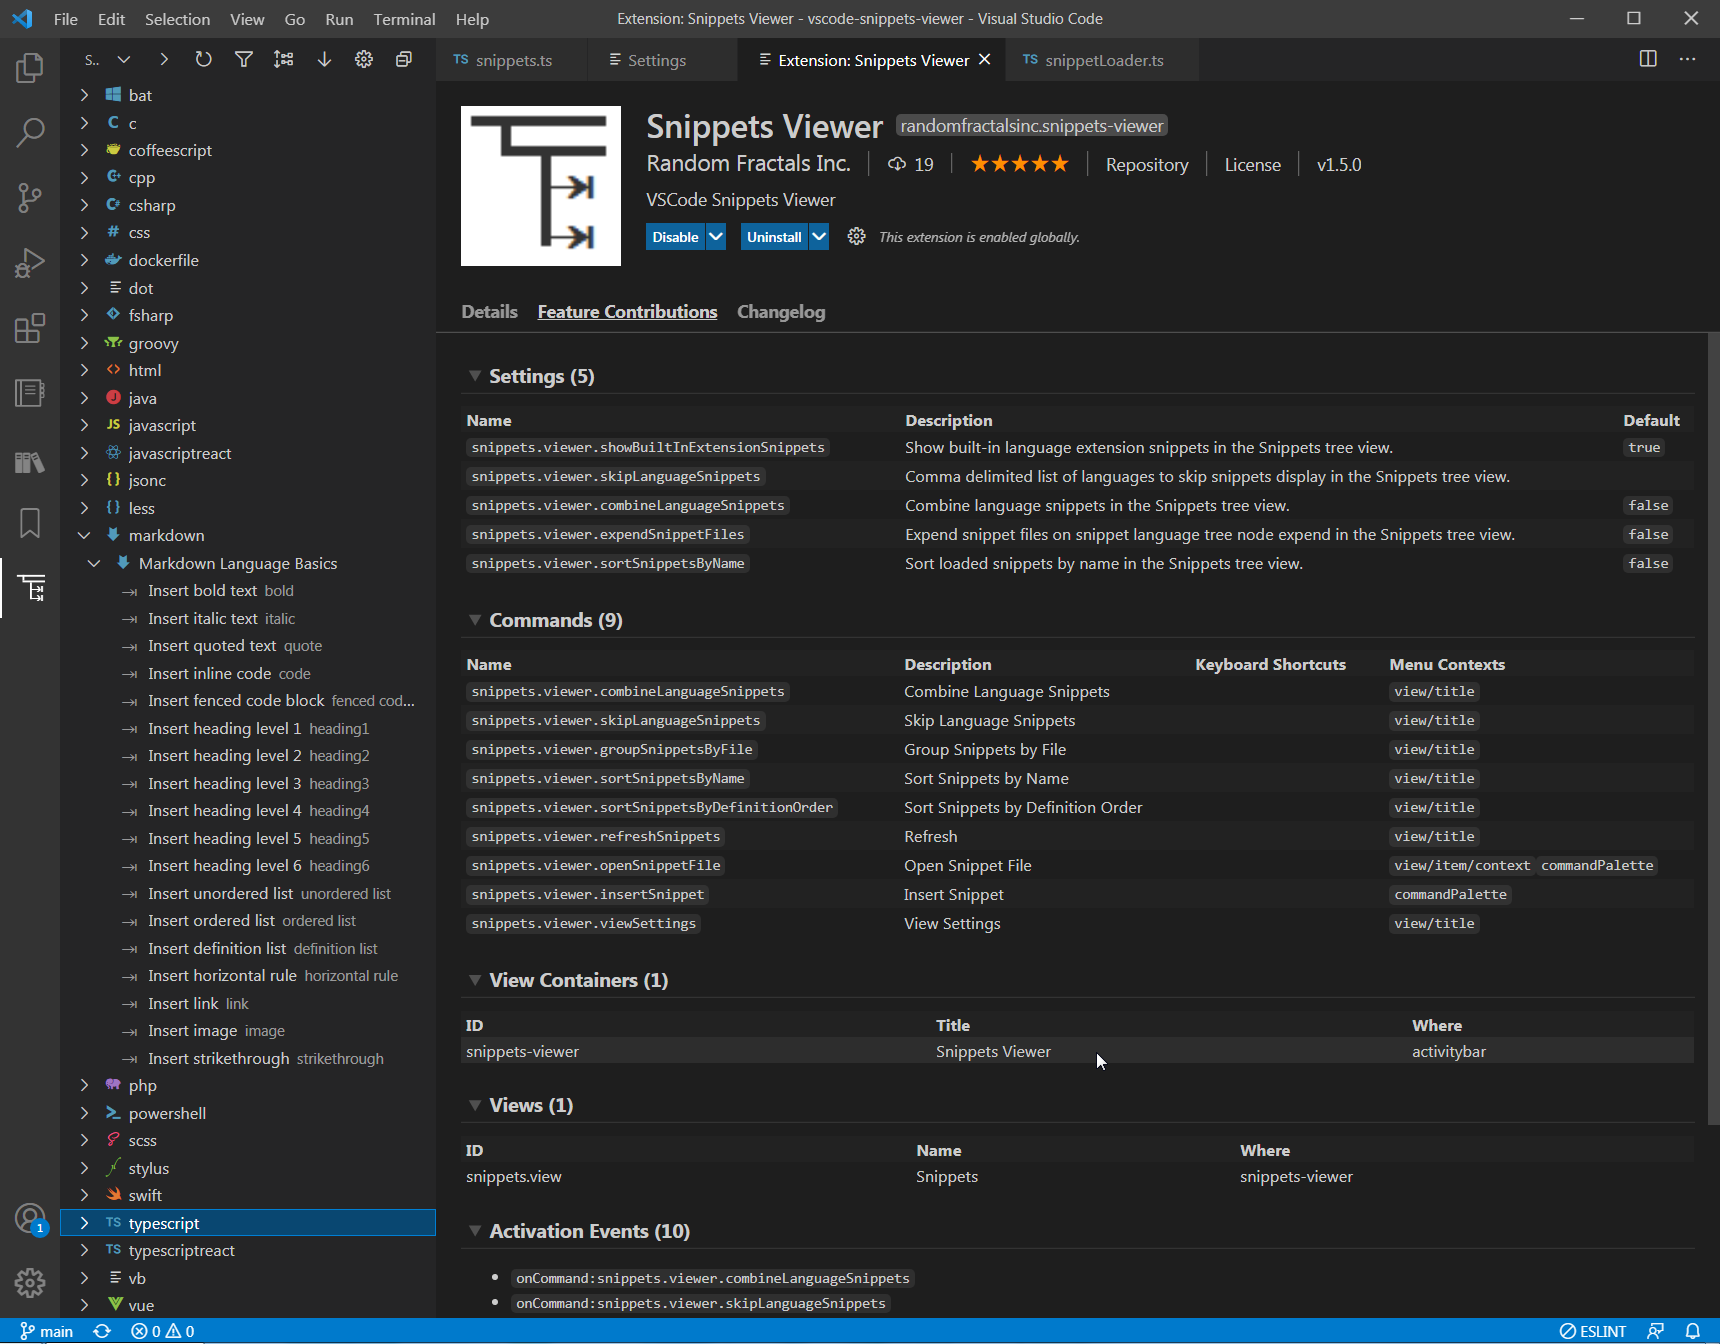 File Edit Selection View Go Run Terminal Help
Extension: Snippets Viewer - vscode-snippets-viewer - Visual Studio Code
S..
TS snippets.ts
Settings
Extension: Snippets Viewer
TS snippetLoader.ts
bat
C c
coffeescript
cpp
csharp
# css
dockerfile
dot
fsharp
groovy
html
J java
JS javascript
javascriptreact
{} jsonc
{} less
markdown
Markdown Language Basics
Insert bold text bold
Insert italic text italic
Insert quoted text quote
Insert inline code code
Insert fenced code block fenced cod...
Insert heading level 1 heading1
Insert heading level 2 heading2
Insert heading level 3 heading3
Insert heading level 4 heading4
Insert heading level 5 heading5
Insert heading level 6 heading6
Insert unordered list unordered list
Insert ordered list ordered list
Insert definition list definition list
Insert horizontal rule horizontal rule
Insert link link
Insert image image
Insert strikethrough strikethrough
php
powershell
scss
stylus
swift
TS typescript
TS typescriptreact
vb
vue
1
Snippets Viewer randomfractalsinc.snippets-viewer
Random Fractals Inc. 19 ★★★★★ Repository License v1.5.0
VSCode Snippets Viewer
Disable Uninstall This extension is enabled globally.
Details Feature Contributions Changelog
Settings (5)
Name Description Default
snippets.viewer.showBuiltInExtensionSnippets Show built-in language extension snippets in the Snippets tree view. true
snippets.viewer.skipLanguageSnippets Comma delimited list of languages to skip snippets display in the Snippets tree view.
snippets.viewer.combineLanguageSnippets Combine language snippets in the Snippets tree view. false
snippets.viewer.expendSnippetFiles Expend snippet files on snippet language tree node expend in the Snippets tree view. false
snippets.viewer.sortSnippetsByName Sort loaded snippets by name in the Snippets tree view. false
Commands (9)
Name Description Keyboard Shortcuts Menu Contexts
snippets.viewer.combineLanguageSnippets Combine Language Snippets view/title
snippets.viewer.skipLanguageSnippets Skip Language Snippets view/title
snippets.viewer.groupSnippetsByFile Group Snippets by File view/title
snippets.viewer.sortSnippetsByName Sort Snippets by Name view/title
snippets.viewer.sortSnippetsByDefinitionOrder Sort Snippets by Definition Order view/title
snippets.viewer.refreshSnippets Refresh view/title
snippets.viewer.openSnippetFile Open Snippet File view/item/context commandPalette
snippets.viewer.insertSnippet Insert Snippet commandPalette
snippets.viewer.viewSettings View Settings view/title
View Containers (1)
ID Title Where
snippets-viewer Snippets Viewer activitybar
Views (1)
ID Name Where
snippets.view Snippets snippets-viewer
Activation Events (10)
• onCommand:snippets.viewer.combineLanguageSnippets
• onCommand:snippets.viewer.skipLanguageSnippets
main 0 0 ESLINT